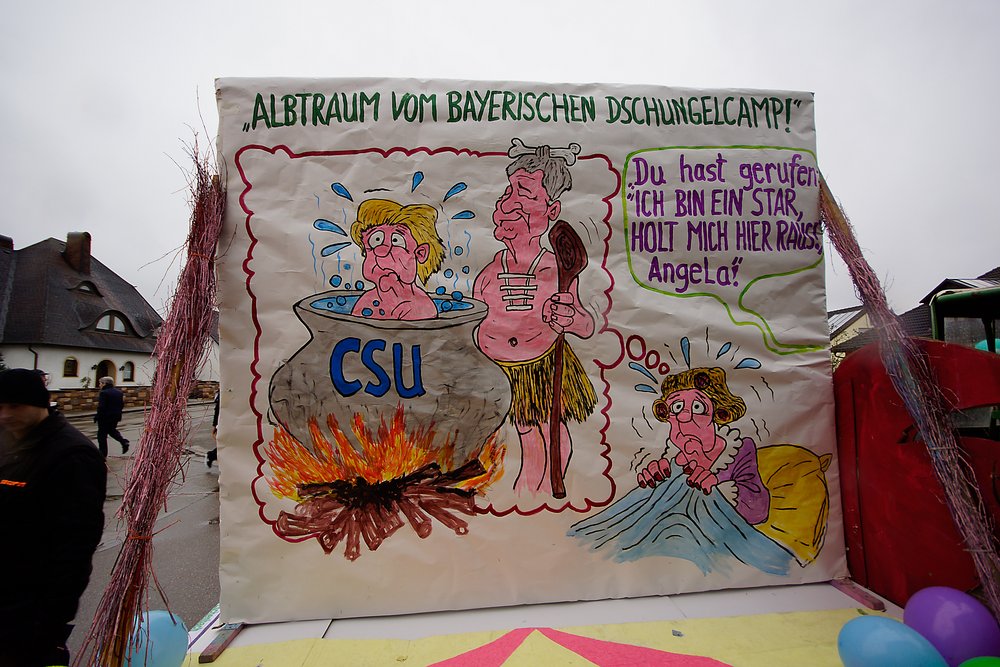 „ALBTRAUM VOM BAYERISCHEN DSCHUNGELCAMP!“
„Du hast gerufen
“ICH BIN EIN STAR,
HOLT MICH HIER RAUS!
Angela“
CSU